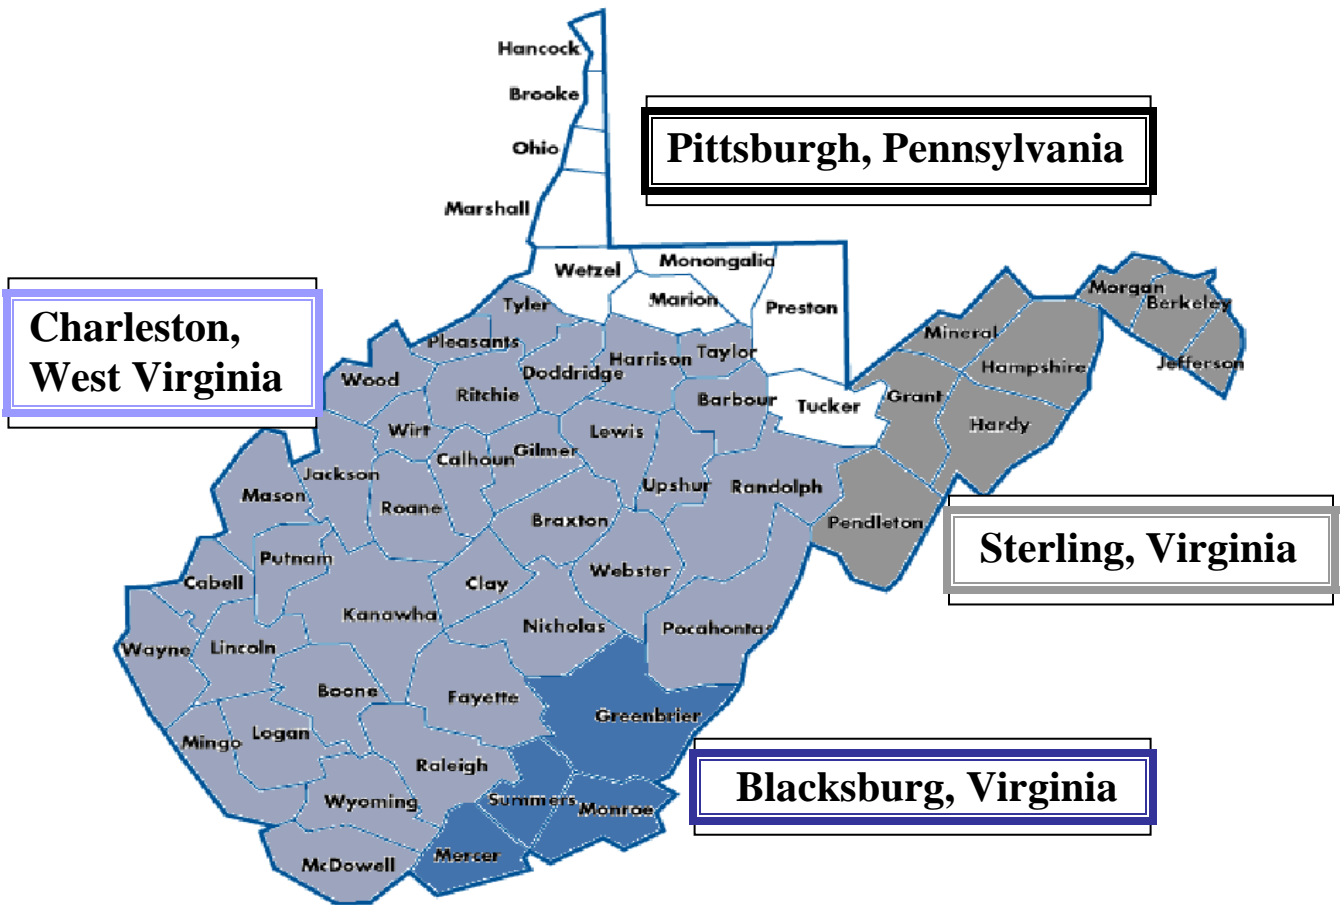 Hancock
Brooke
Pittsburgh, Pennsylvania
Ohio
Marshall
Wetzel
Monongalia
Marion
Preston
Morgan
Berkeley
Tyler
Charleston,
West Virginia
Pleasants
Mineral
Doddridge
Harrison
Taylor
Hampshire
Jefferson
Wood
Ritchie
Barbour
Tucker
Grant
Hardy
Wirt
Lewis
Calhoun
Gilmer
Jackson
Mason
Roane
Upshur
Randolph
Braxton
Pendleton
Sterling, Virginia
Putnam
Cabell
Clay
Webster
Kanawha
Nicholas
Pocahontas
Wayne
Lincoln
Boone
Fayette
Greenbrier
Mingo
Logan
Raleigh
Blacksburg, Virginia
Wyoming
Summers
Monroe
McDowell
Mercer